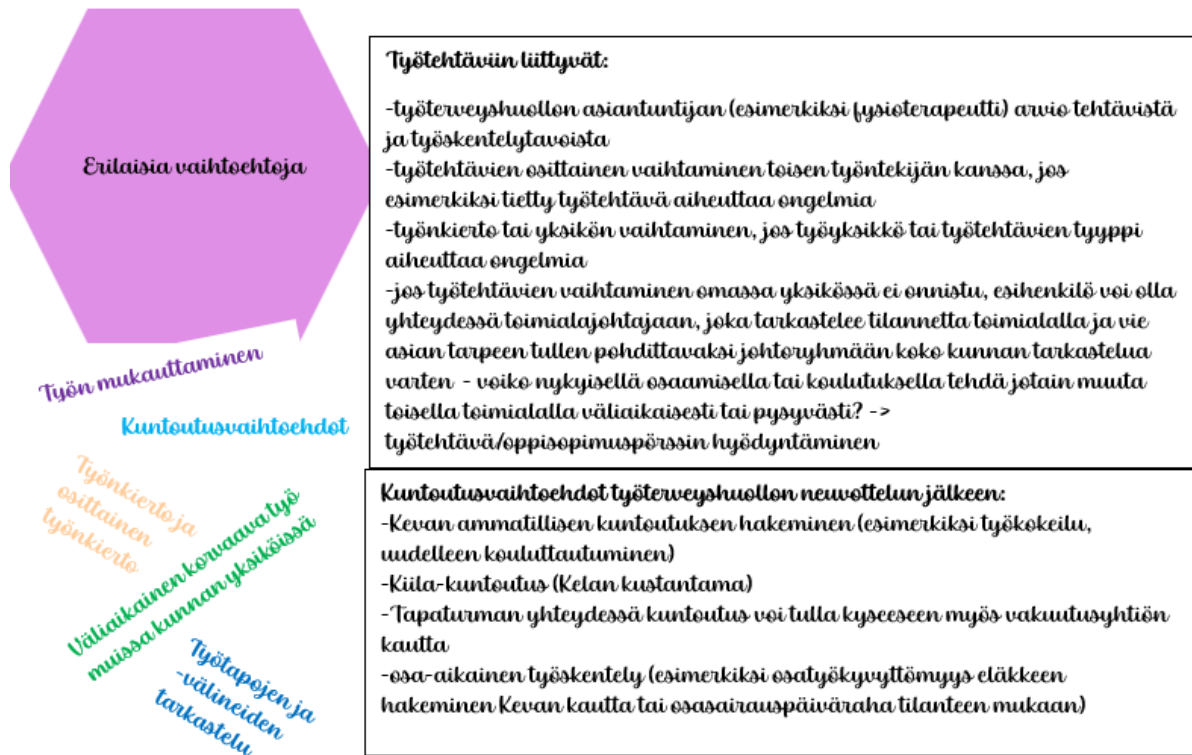 Erilaisia vaihtoehtoja
Työn mukauttaminen
Kuntoutusvaihtoehdot
Työnkierto ja
osittainen
työnkierto
Väliaikainen korvaava työ
muissa kunnan yksiköissä
Työtapojen ja
-välineiden
tarkastelu
Työtehtäviin liittyvät:
-työterveyshuollon asiantuntijan (esimerkiksi fysioterapeutti) arvio tehtävistä
ja työskentelytavoista
-työtehtävien osittainen vaihtaminen toisen työntekijän kanssa, jos
esimerkiksi tietty työtehtävä aiheuttaa ongelmia
-työnkierto tai yksikön vaihtaminen, jos työyksikkö tai työtehtävien tyyppi
aiheuttaa ongelmia
-jos työtehtävien vaihtaminen omassa yksikössä ei onnistu, esihenkilö voi olla
yhteydessä toimialajohtajaan, joka tarkastelee tilannetta toimialalla ja vie
asian tarpeen tullen pohdittavaksi johtoryhmään koko kunnan tarkastelua
varten - voiko nykyisellä osaamisella tai koulutuksella tehdä jotain muuta
toisella toimialalla väliaikaisesti tai pysyvästi? ->
työtehtävä/oppisopimuspörssin hyödyntäminen
Kuntoutusvaihtoehdot työterveyshuollon neuvottelun jälkeen:
-Kevan ammatillisen kuntoutuksen hakeminen (esimerkiksi työkokeilu,
uudelleen kouluttautuminen)
-Kiila-kuntoutus (Kelan kustantama)
-Tapaturman yhteydessä kuntoutus voi tulla kyseeseen myös vakuutusyhtiön
kautta
-osa-aikainen työskentely (esimerkiksi osatyökyvyttömyys eläkkeen
hakeminen Kevan kautta tai osasairauspäiväraha tilanteen mukaan)